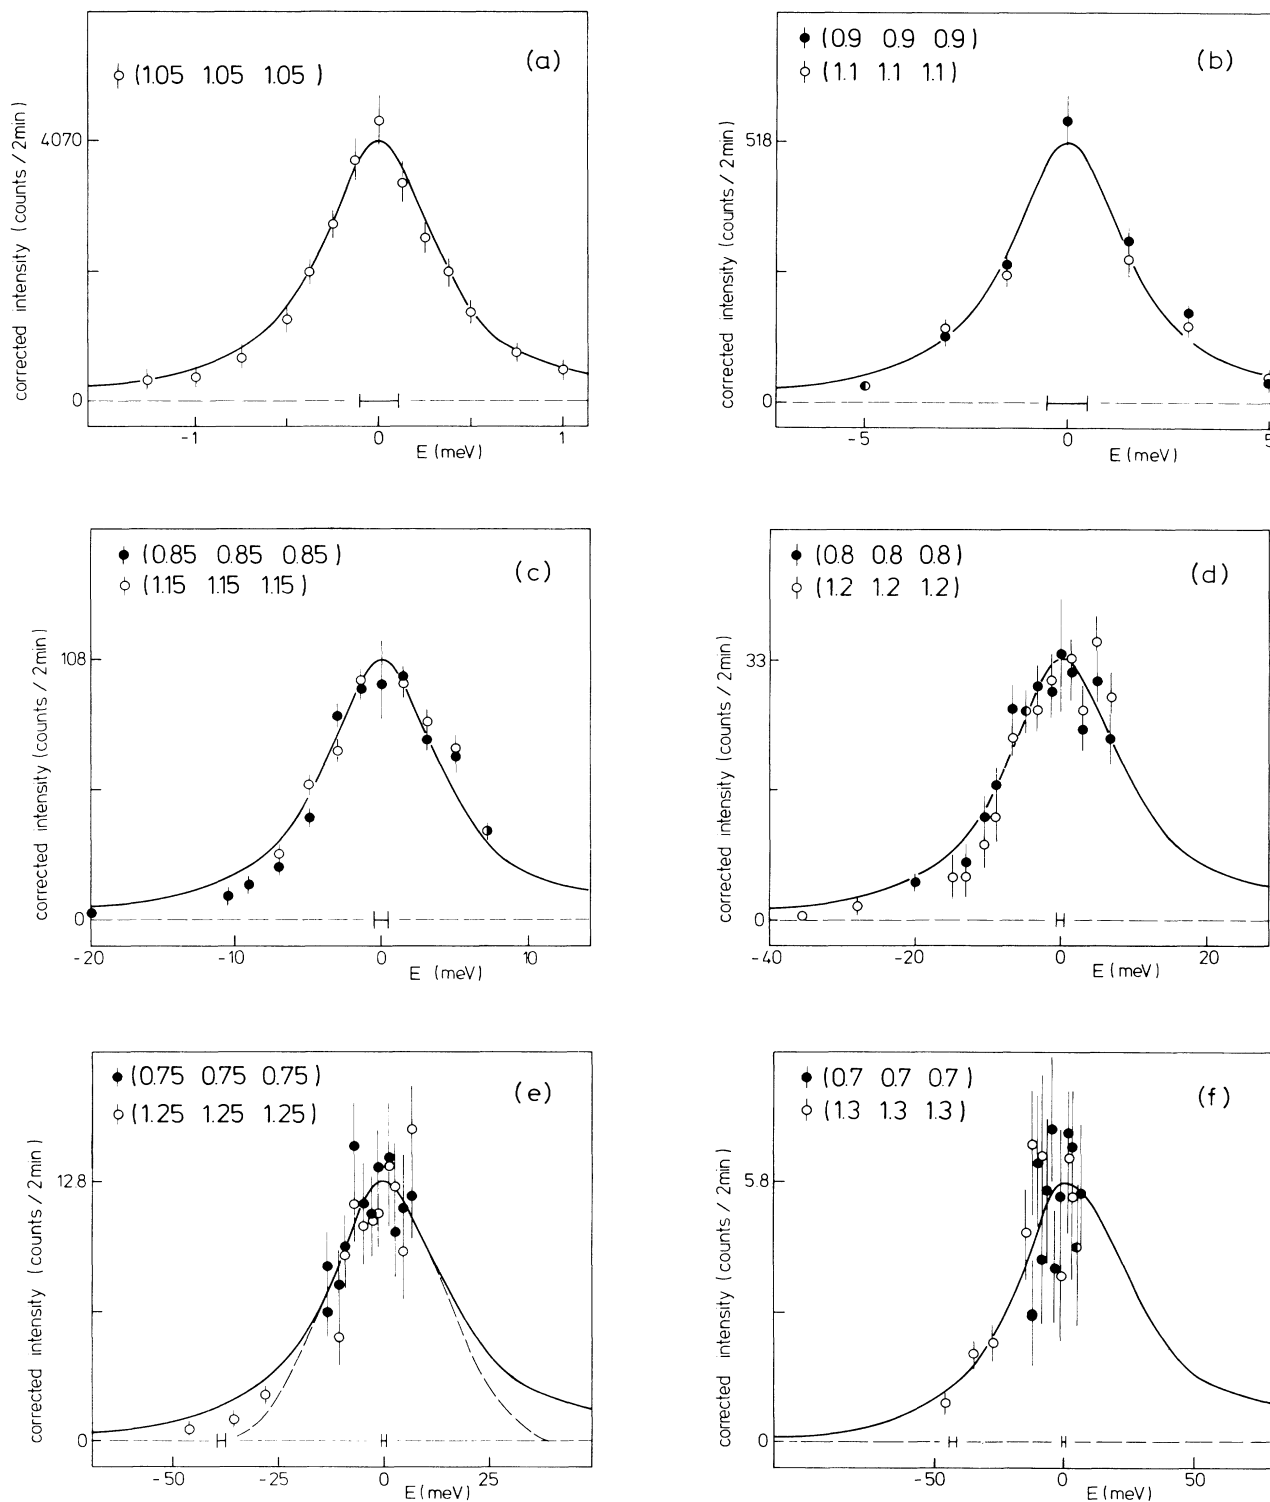 (a)
(1.05 1.05 1.05)
corrected intensity (counts / 2min)
4070
0
-1 0 1
E (meV)
(b)
(0.9 0.9 0.9)
(1.1 1.1 1.1)
corrected intensity (counts / 2min)
518
0
-5 0 5
E (meV)
(c)
(0.85 0.85 0.85)
(1.15 1.15 1.15)
corrected intensity (counts / 2min)
108
0
-20 -10 0 10
E (meV)
(d)
(0.8 0.8 0.8)
(1.2 1.2 1.2)
corrected intensity (counts / 2min)
33
0
-40 -20 0 20
E (meV)
(e)
(0.75 0.75 0.75)
(1.25 1.25 1.25)
corrected intensity (counts / 2min)
12.8
0
-50 -25 0 25
E (meV)
(f)
(0.7 0.7 0.7)
(1.3 1.3 1.3)
corrected intensity (counts / 2min)
5.8
0
-50 0 50
E (meV)